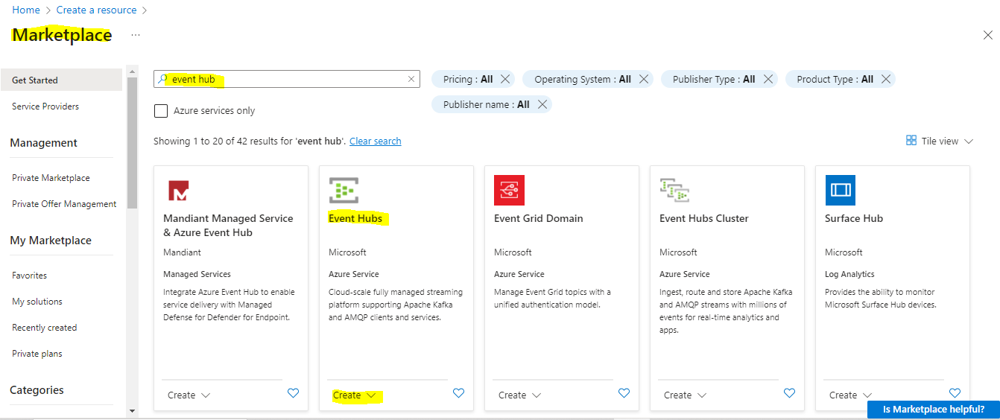 Home > Create a resource >
Marketplace ...
Get Started
Service Providers
Management
Private Marketplace
Private Offer Management
My Marketplace
Favorites
My solutions
Recently created
Private plans
Categories
event hub
Pricing : All
Operating System : All
Publisher Type : All
Product Type : All
Publisher name : All
Azure services only
Showing 1 to 20 of 42 results for 'event hub'. Clear search
Tile view
Mandiant Managed Service
& Azure Event Hub
Mandiant
Managed Services
Integrate Azure Event Hub to enable
service delivery with Managed
Defense for Defender for Endpoint.
Create
Event Hubs
Microsoft
Azure Service
Cloud-scale fully managed streaming
platform supporting Apache Kafka
and AMQP clients and services.
Create
Event Grid Domain
Microsoft
Azure Service
Manage Event Grid topics with a
unified authentication model.
Create
Event Hubs Cluster
Microsoft
Azure Service
Ingest, route and store Apache Kafka
and AMQP streams with millions of
events for real-time analytics and
apps.
Create
Surface Hub
Microsoft
Log Analytics
Provides the ability to monitor
Microsoft Surface Hub devices.
Create
Is Marketplace helpful?